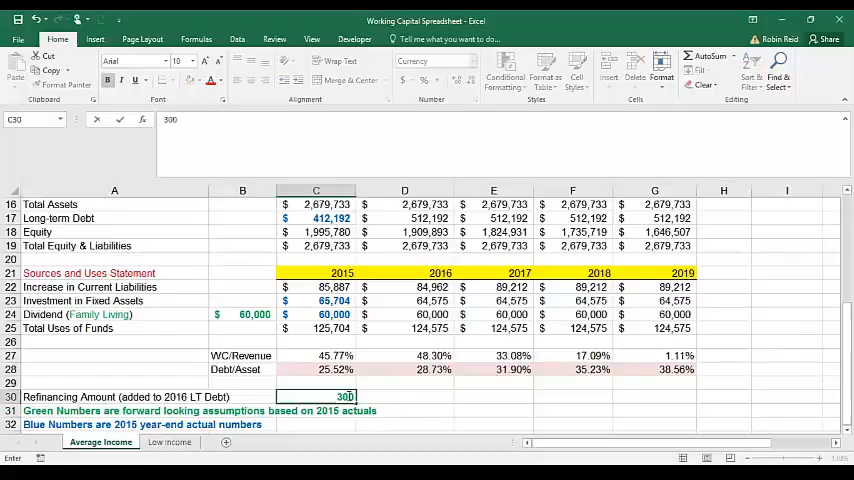 Working Capital Spreadsheet - Excel
File Home Insert Page Layout Formulas Data Review View Developer Tell me what you want to do... Robin Reid Share
Paste Cut Copy Format Painter Clipboard
Arial 10 B I U Font
Wrap Text Merge & Center Alignment
Currency $ % , Number
Conditional Formatting Format as Table Cell Styles Styles
Insert Delete Format Cells
AutoSum Fill Clear Sort & Filter Find & Select Editing
C30 fx 300
A B C D E F G H I
16 Total Assets $ 2,679,733 $ 2,679,733 $ 2,679,733 $ 2,679,733 $ 2,679,733
17 Long-term Debt $ 412,192 $ 512,192 $ 512,192 $ 512,192 $ 512,192
18 Equity $ 1,995,780 $ 1,909,893 $ 1,824,931 $ 1,735,719 $ 1,646,507
19 Total Equity & Liabilities $ 2,679,733 $ 2,679,733 $ 2,679,733 $ 2,679,733 $ 2,679,733
20
21 Sources and Uses Statement 2015 2016 2017 2018 2019
22 Increase in Current Liabilities $ 85,887 $ 84,962 $ 89,212 $ 89,212 $ 89,212
23 Investment in Fixed Assets $ 65,704 $ 64,575 $ 64,575 $ 64,575 $ 64,575
24 Dividend (Family Living) $ 60,000 $ 60,000 $ 60,000 $ 60,000 $ 60,000 $ 60,000
25 Total Uses of Funds $ 125,704 $ 124,575 $ 124,575 $ 124,575 $ 124,575
26
27 WC/Revenue 45.77% 48.30% 33.08% 17.09% 1.11%
28 Debt/Asset 25.52% 28.73% 31.90% 35.23% 38.56%
29
30 Refinancing Amount (added to 2016 LT Debt) 300
31 Green Numbers are forward looking assumptions based on 2015 actuals
32 Blue Numbers are 2015 year-end actual numbers
Average Income Low Income
Enter